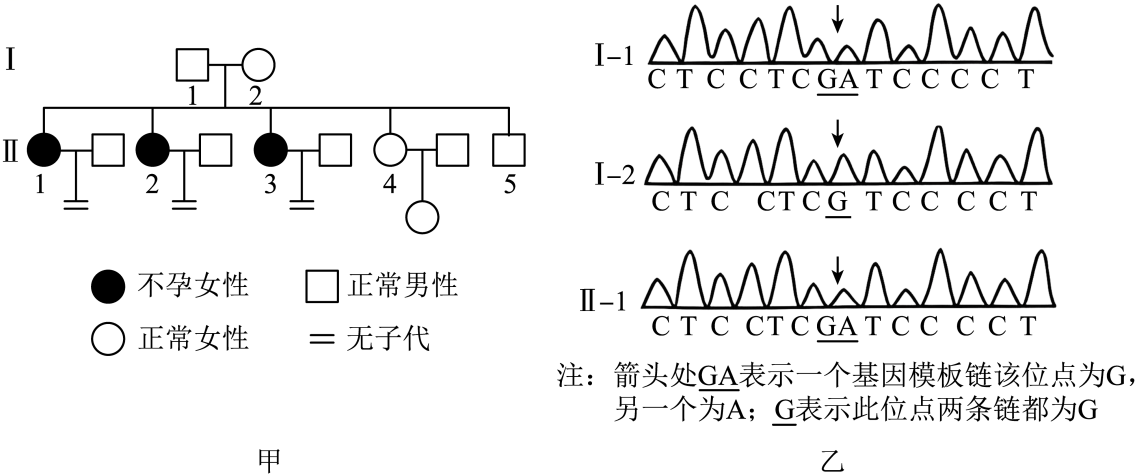 I
1
2
II
1
2
3
4
5
不孕女性
正常男性
正常女性
无子代
甲
I-1
C T C C T C GA T C C C C T
I-2
C T C C T C G T C C C C T
II-1
C T C C T C GA T C C C C T
注：箭头处GA表示一个基因模板链该位点为G，
另一个为A；G表示此位点两条链都为G
乙